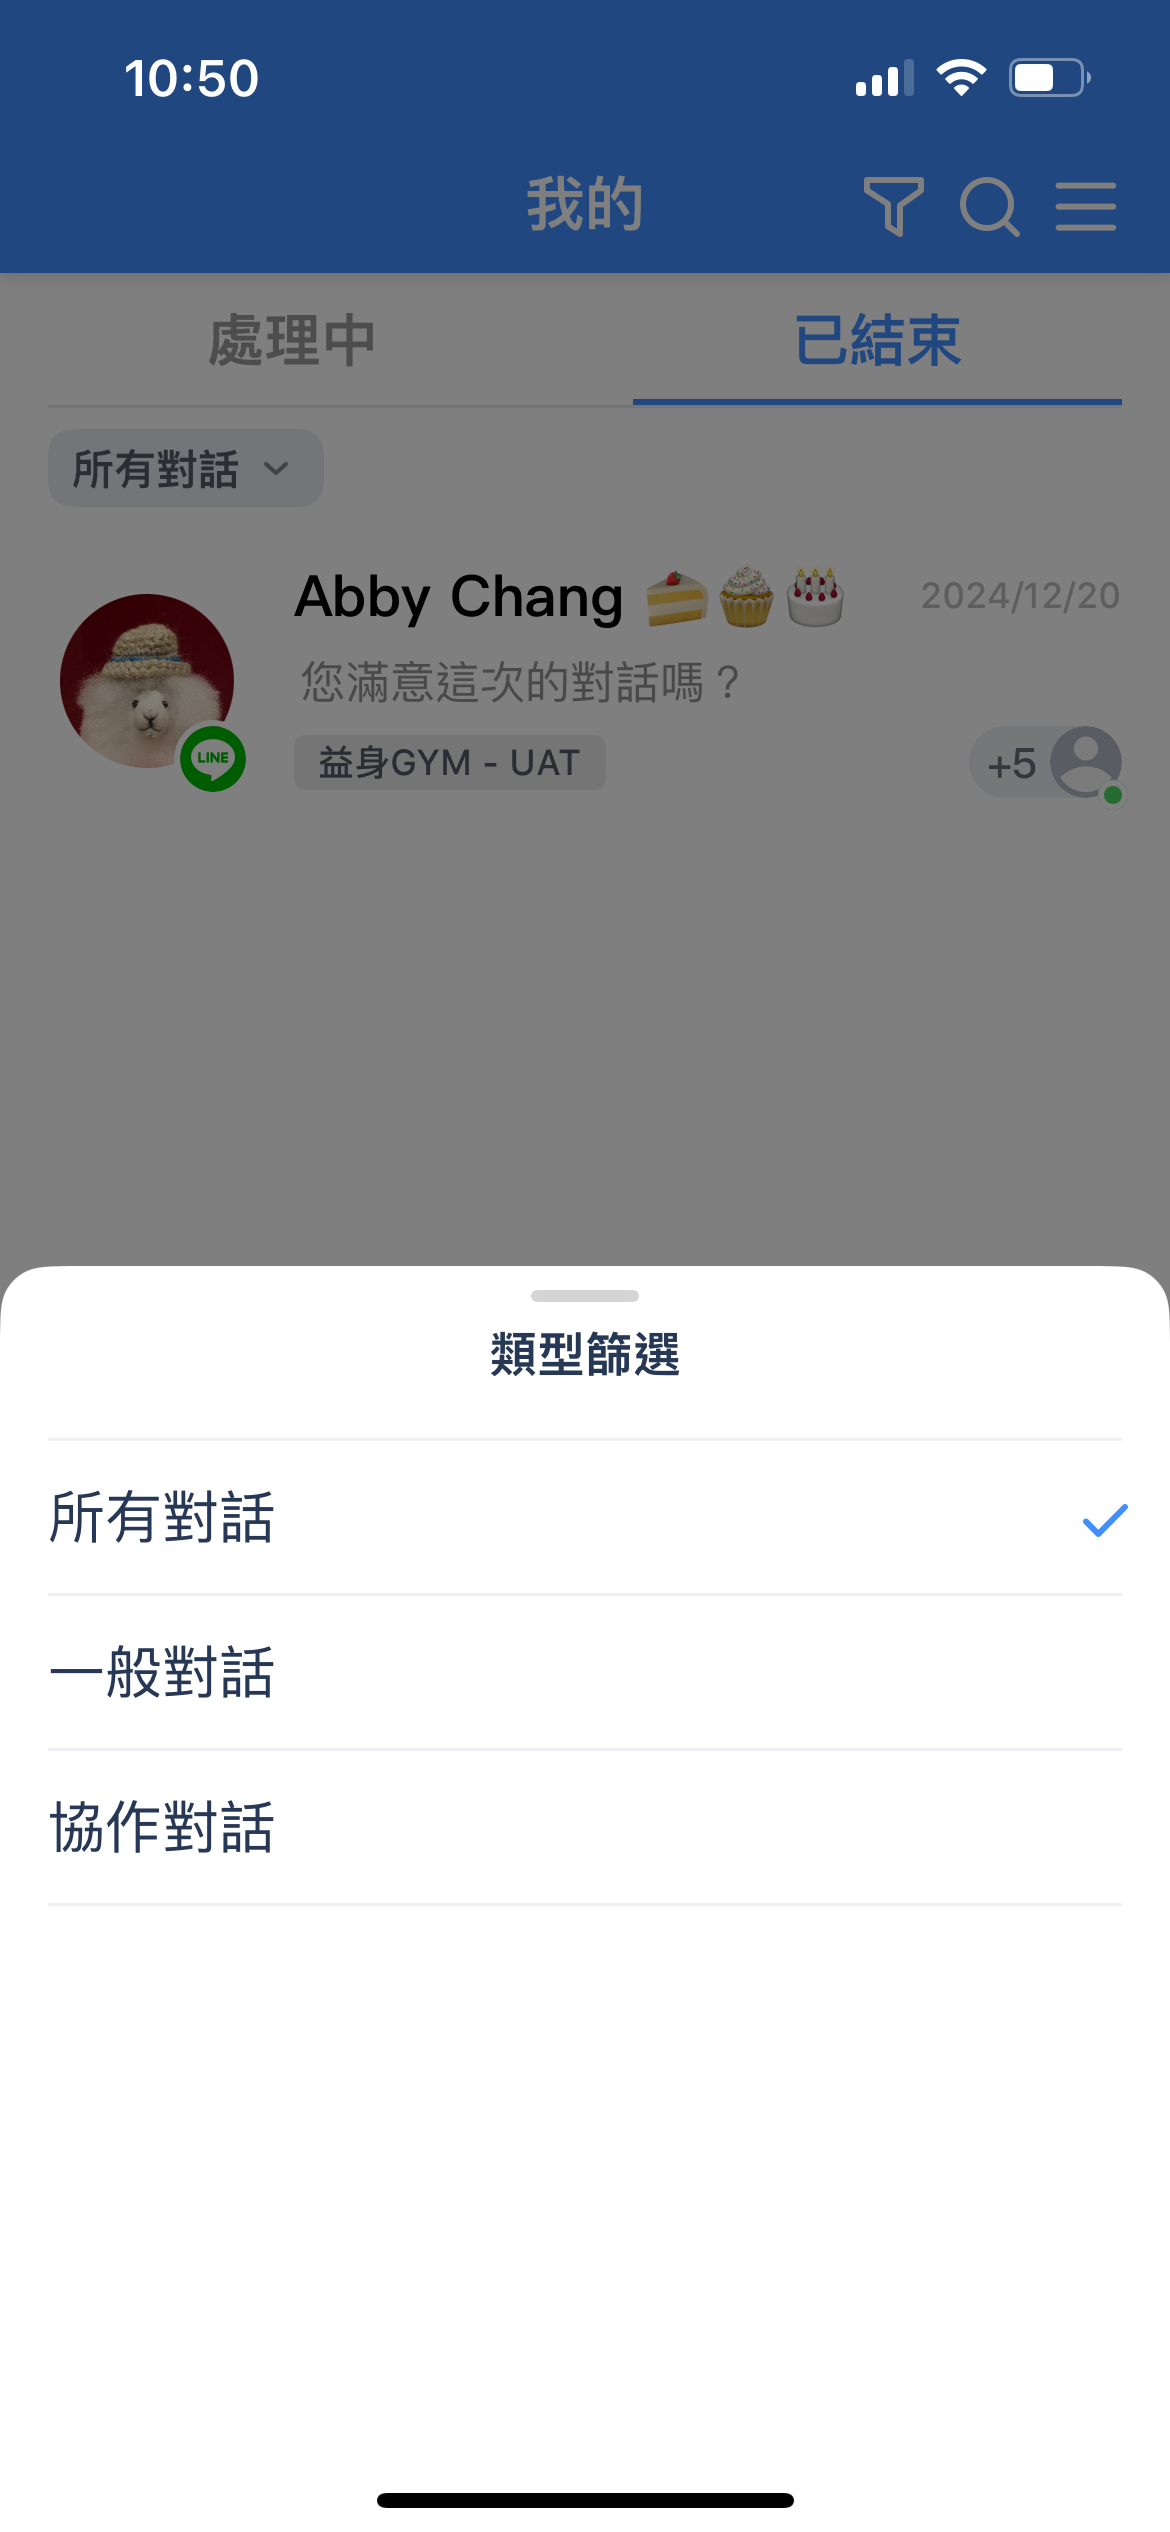 10:50
我的
處理中
已結束
所有對話
Abby Chang 🍰🧁🎂
2024/12/20
您滿意這次的對話嗎？
LINE
益身GYM - UAT
+5
類型篩選
所有對話
一般對話
協作對話